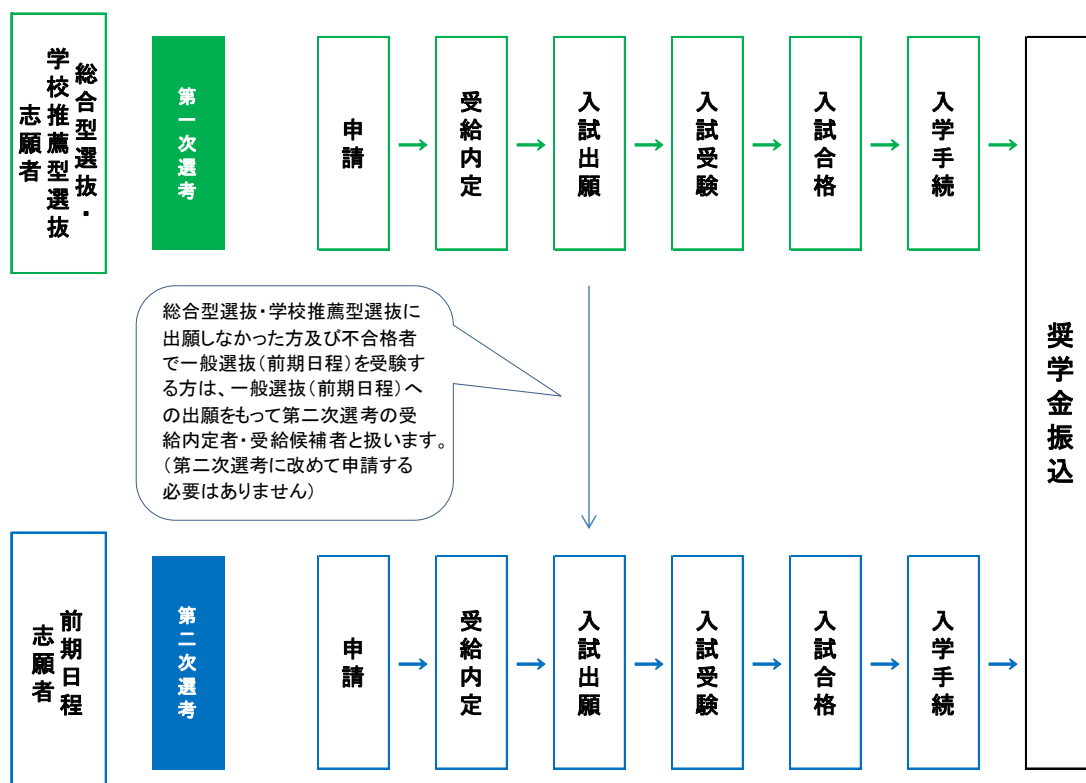 総合型選抜・
学校推薦型選抜
志願者
第一次選考
申請
受給内定
入試出願
入試受験
入試合格
入学手続
奨学金振込
総合型選抜・学校推薦型選抜に
出願しなかった方及び不合格者
で一般選抜(前期日程)を受験す
る方は、一般選抜(前期日程)へ
の出願をもって第二次選考の受
給内定者・受給候補者と扱います。
(第二次選考に改めて申請する
必要はありません)
前期日程
志願者
第二次選考
申請
受給内定
入試出願
入試受験
入試合格
入学手続